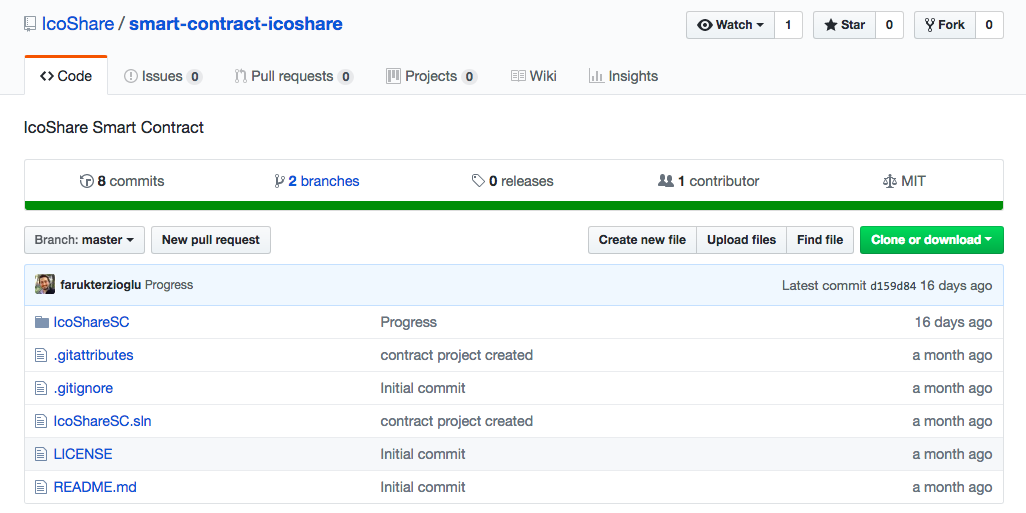 IcoShare / smart-contract-icoshare Watch 1 Star 0 Fork 0
Code Issues 0 Pull requests 0 Projects 0 Wiki Insights
IcoShare Smart Contract
8 commits 2 branches 0 releases 1 contributor MIT
Branch: master New pull request Create new file Upload files Find file Clone or download
farukterzioglu Progress Latest commit d159d84 16 days ago
IcoShareSC Progress 16 days ago
.gitattributes contract project created a month ago
.gitignore Initial commit a month ago
IcoShareSC.sln contract project created a month ago
LICENSE Initial commit a month ago
README.md Initial commit a month ago